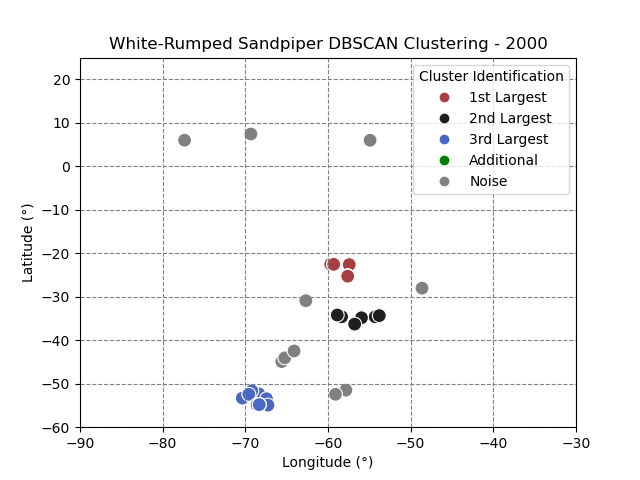 White-Rumped Sandpiper DBSCAN Clustering - 2000
Cluster Identification
1st Largest
2nd Largest
3rd Largest
Additional
Noise
Latitude (°)
20
10
0
−10
−20
−30
−40
−50
−60
−90
−80
−70
−60
−50
−40
−30
Longitude (°)